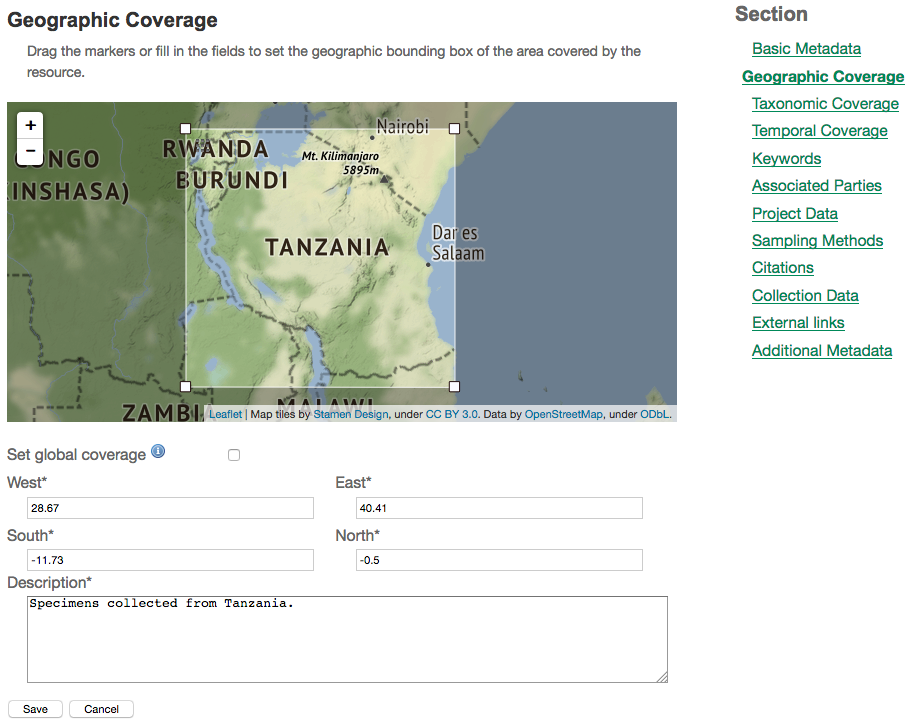 Geographic Coverage
Drag the markers or fill in the fields to set the geographic bounding box of the area covered by the
resource.
+
−
Nairobi
RWANDA
Mt. Kilimanjaro
5895m
ONGO
BURUNDI
INSHASA)
Dar es
Salaam
TANZANIA
ZAMBI
MALAWI
Leaflet | Map tiles by Stamen Design, under CC BY 3.0. Data by OpenStreetMap, under ODbL.
Set global coverage i
West*
East*
28.67
40.41
South*
North*
-11.73
-0.5
Description*
Specimens collected from Tanzania.
Save
Cancel
Section
Basic Metadata
Geographic Coverage
Taxonomic Coverage
Temporal Coverage
Keywords
Associated Parties
Project Data
Sampling Methods
Citations
Collection Data
External links
Additional Metadata